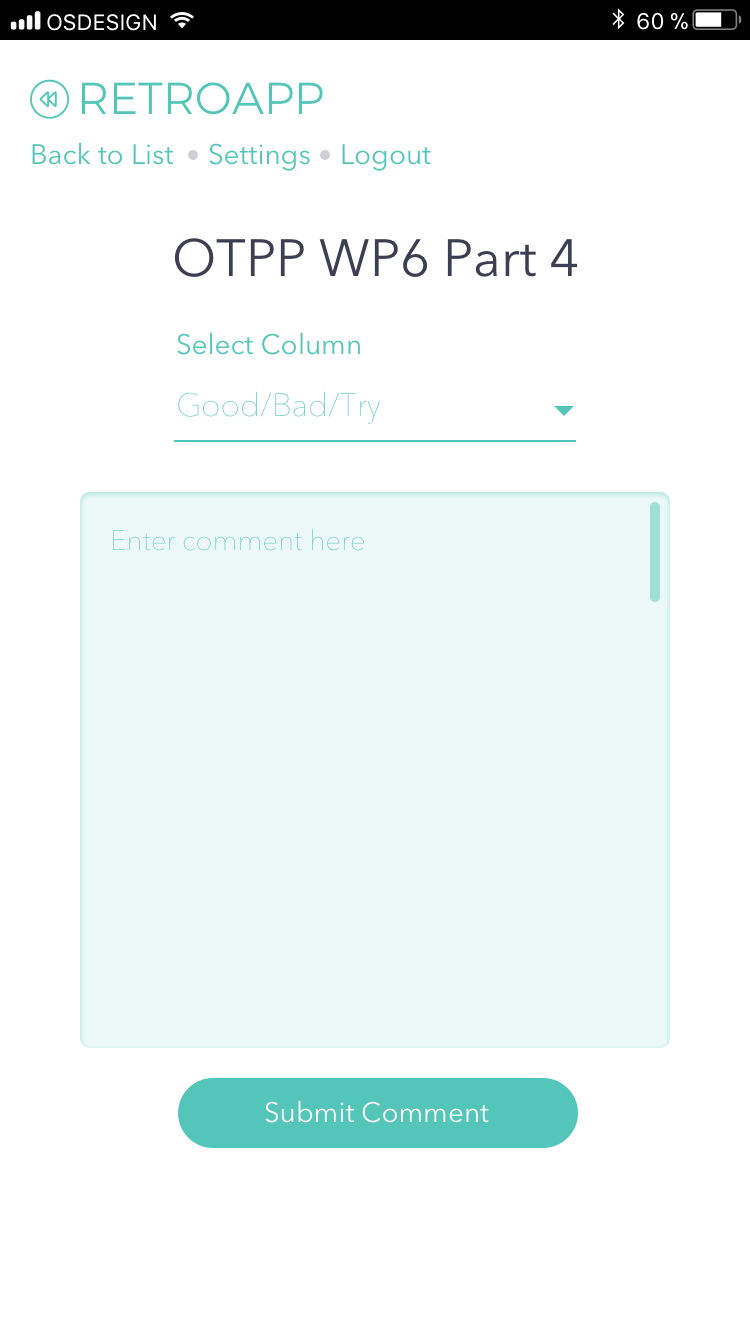 OSDESIGN 60 %
RETROAPP
Back to List • Settings • Logout
OTPP WP6 Part 4
Select Column
Good/Bad/Try
Enter comment here
Submit Comment